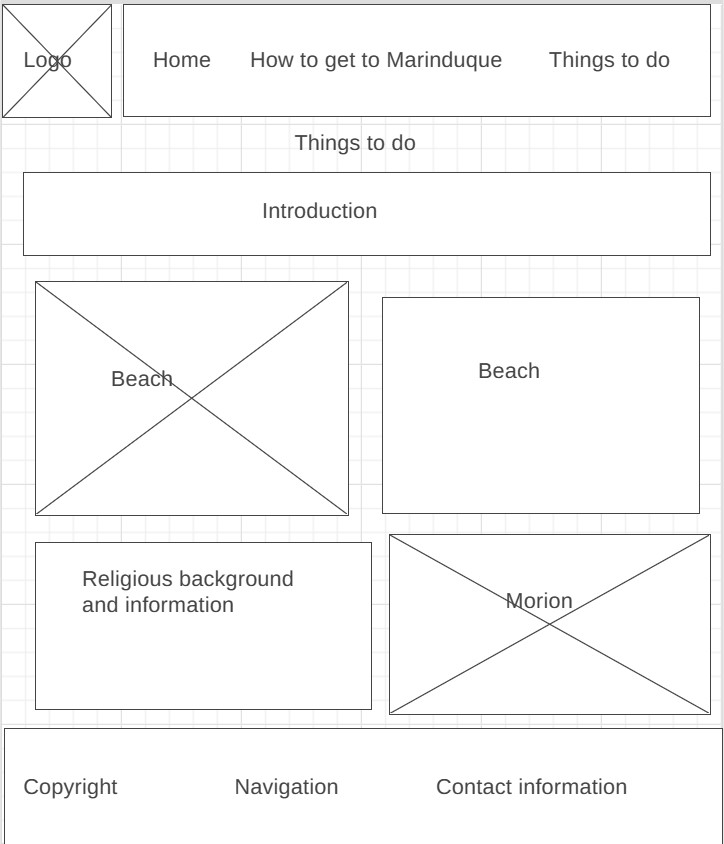 Logo
Home How to get to Marinduque Things to do
Things to do
Introduction
Beach
Beach
Religious background
and information
Morion
Copyright Navigation Contact information